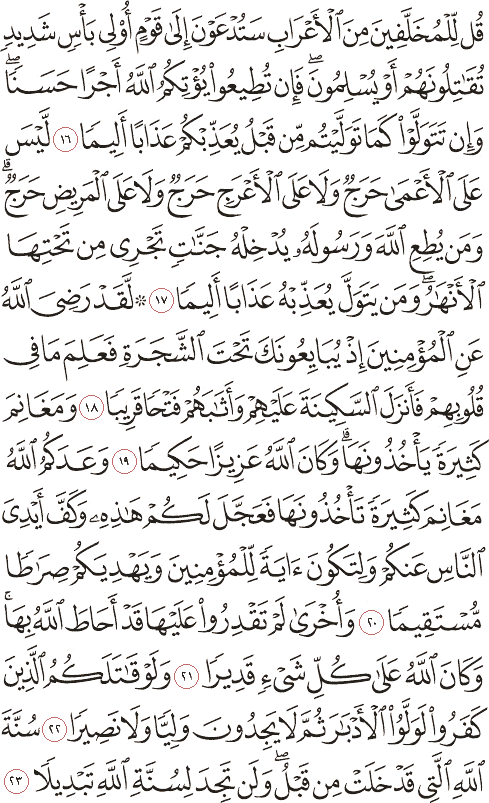 قُل لِّلْمُخَلَّفِينَ مِنَ ٱلْأَعْرَابِ سَتُدْعَوْنَ إِلَىٰ قَوْمٍ أُو۟لِى بَأْسٍ شَدِيدٍ
تُقَـٰتِلُونَهُمْ أَوْ يُسْلِمُونَ ۖ فَإِن تُطِيعُوا۟ يُؤْتِكُمُ ٱللَّهُ أَجْرًا حَسَنًا ۖ
وَإِن تَتَوَلَّوْا۟ كَمَا تَوَلَّيْتُم مِّن قَبْلُ يُعَذِّبْكُمْ عَذَابًا أَلِيمًا ١٦ لَّيْسَ
عَلَى ٱلْأَعْمَىٰ حَرَجٌ وَلَا عَلَى ٱلْأَعْرَجِ حَرَجٌ وَلَا عَلَى ٱلْمَرِيضِ حَرَجٌ ۗ
وَمَن يُطِعِ ٱللَّهَ وَرَسُولَهُۥ يُدْخِلْهُ جَنَّـٰتٍ تَجْرِى مِن تَحْتِهَا
ٱلْأَنْهَـٰرُ ۖ وَمَن يَتَوَلَّ يُعَذِّبْهُ عَذَابًا أَلِيمًا ١٧ ۞ لَّقَدْ رَضِىَ ٱللَّهُ
عَنِ ٱلْمُؤْمِنِينَ إِذْ يُبَايِعُونَكَ تَحْتَ ٱلشَّجَرَةِ فَعَلِمَ مَا فِى
قُلُوبِهِمْ فَأَنزَلَ ٱلسَّكِينَةَ عَلَيْهِمْ وَأَثَـٰبَهُمْ فَتْحًا قَرِيبًا ١٨ وَمَغَانِمَ
كَثِيرَةً يَأْخُذُونَهَا ۗ وَكَانَ ٱللَّهُ عَزِيزًا حَكِيمًا ١٩ وَعَدَكُمُ ٱللَّهُ
مَغَانِمَ كَثِيرَةً تَأْخُذُونَهَا فَعَجَّلَ لَكُمْ هَـٰذِهِۦ وَكَفَّ أَيْدِىَ
ٱلنَّاسِ عَنكُمْ وَلِتَكُونَ ءَايَةً لِّلْمُؤْمِنِينَ وَيَهْدِيَكُمْ صِرَٰطًا
مُّسْتَقِيمًا ٢٠ وَأُخْرَىٰ لَمْ تَقْدِرُوا۟ عَلَيْهَا قَدْ أَحَاطَ ٱللَّهُ بِهَا ۚ
وَكَانَ ٱللَّهُ عَلَىٰ كُلِّ شَىْءٍ قَدِيرًا ٢١ وَلَوْ قَـٰتَلَكُمُ ٱلَّذِينَ
كَفَرُوا۟ لَوَلَّوُا۟ ٱلْأَدْبَـٰرَ ثُمَّ لَا يَجِدُونَ وَلِيًّا وَلَا نَصِيرًا ٢٢ سُنَّةَ
ٱللَّهِ ٱلَّتِى قَدْ خَلَتْ مِن قَبْلُ ۖ وَلَن تَجِدَ لِسُنَّةِ ٱللَّهِ تَبْدِيلًا ٢٣